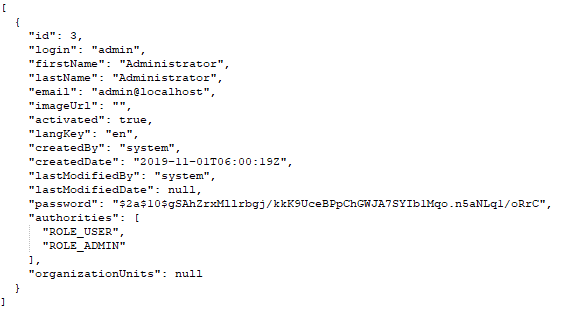 [
{
"id": 3,
"login": "admin",
"firstName": "Administrator",
"lastName": "Administrator",
"email": "admin@localhost",
"imageUrl": "",
"activated": true,
"langKey": "en",
"createdBy": "system",
"createdDate": "2019-11-01T06:00:19Z",
"lastModifiedBy": "system",
"lastModifiedDate": null,
"password": "$2a$10$gSAhZrxMllrbgj/kkK9UceBPpChGWJA7SYIb1Mqo.n5aNLq1/oRrC",
"authorities": [
"ROLE_USER",
"ROLE_ADMIN"
],
"organizationUnits": null
}
]